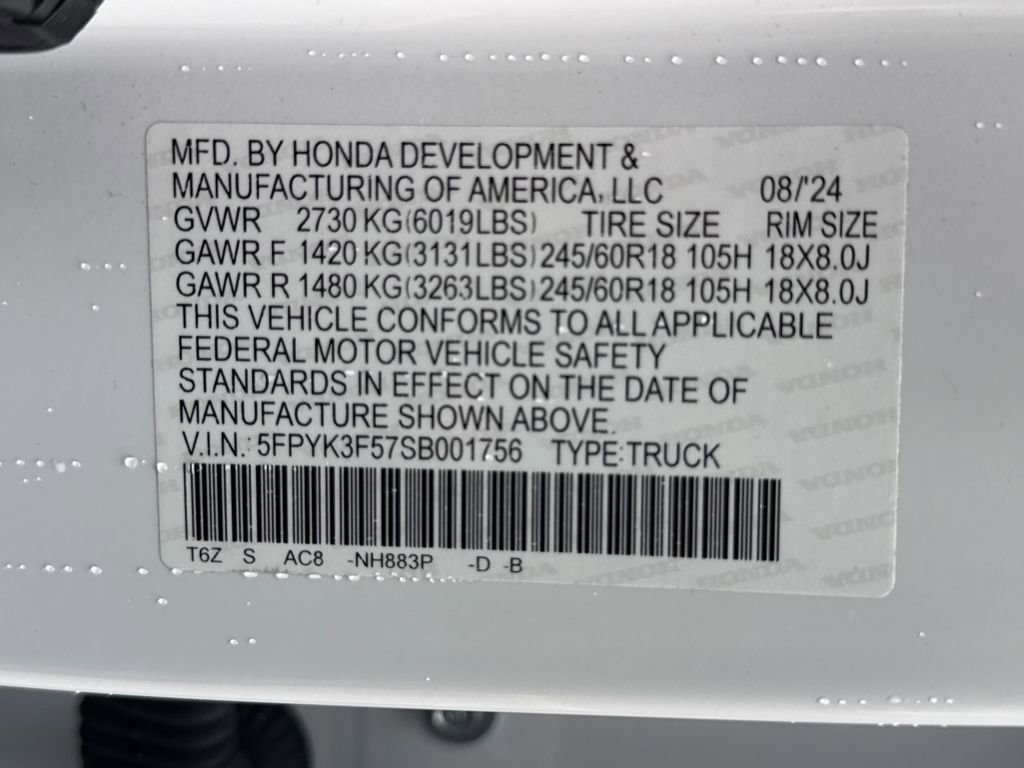 MFD. BY HONDA DEVELOPMENT &
MANUFACTURING OF AMERICA, LLC 08/'24
GVWR 2730 KG(6019LBS) TIRE SIZE RIM SIZE
GAWR F 1420 KG(3131LBS) 245/60R18 105H 18X8.0J
GAWR R 1480 KG(3263LBS) 245/60R18 105H 18X8.0J
THIS VEHICLE CONFORMS TO ALL APPLICABLE
FEDERAL MOTOR VEHICLE SAFETY
STANDARDS IN EFFECT ON THE DATE OF
MANUFACTURE SHOWN ABOVE.
V.I.N.: 5FPYK3F57SB001756 TYPE:TRUCK
T6Z S AC8 -NH883P -D -B